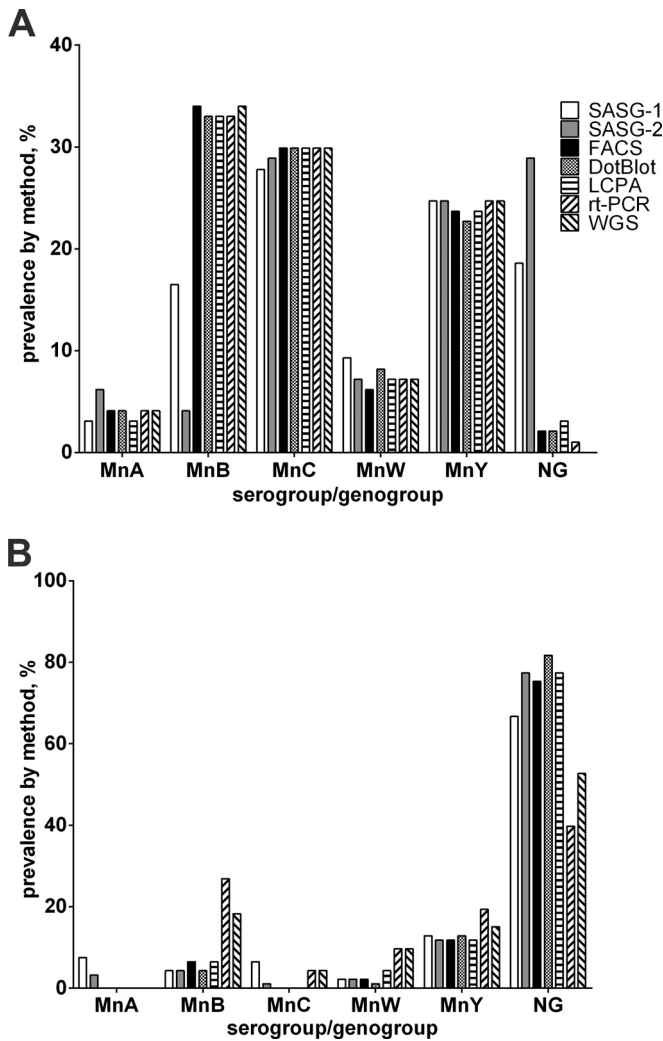 A
prevalence by method, %
40
30
20
10
0
MnA MnB MnC MnW MnY NG
serogroup/genogroup
SASG-1
SASG-2
FACS
DotBlot
LCPA
rt-PCR
WGS
B
prevalence by method, %
100
80
60
40
20
0
MnA MnB MnC MnW MnY NG
serogroup/genogroup